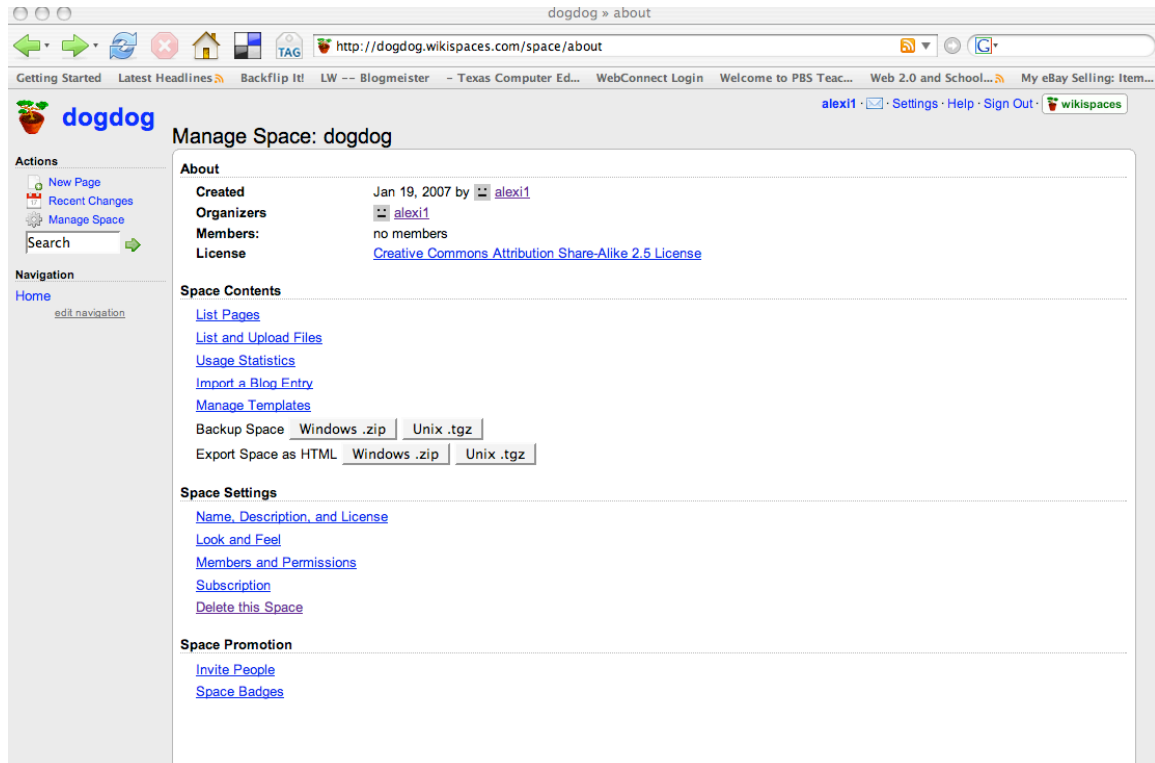 dogdog » about
TAG
http://dogdog.wikispaces.com/space/about
G
Getting Started Latest Headlines Backflip It! LW -- Blogmeister - Texas Computer Ed... WebConnect Login Welcome to PBS Teac... Web 2.0 and School... My eBay Selling: Item...
alexi1 · · Settings · Help · Sign Out · wikispaces
dogdog
Manage Space: dogdog
Actions
New Page
Recent Changes
Manage Space
Search
Navigation
Home
edit navigation
About
Created Jan 19, 2007 by alexi1
Organizers alexi1
Members: no members
License Creative Commons Attribution Share-Alike 2.5 License
Space Contents
List Pages
List and Upload Files
Usage Statistics
Import a Blog Entry
Manage Templates
Backup Space Windows .zip Unix .tgz
Export Space as HTML Windows .zip Unix .tgz
Space Settings
Name, Description, and License
Look and Feel
Members and Permissions
Subscription
Delete this Space
Space Promotion
Invite People
Space Badges